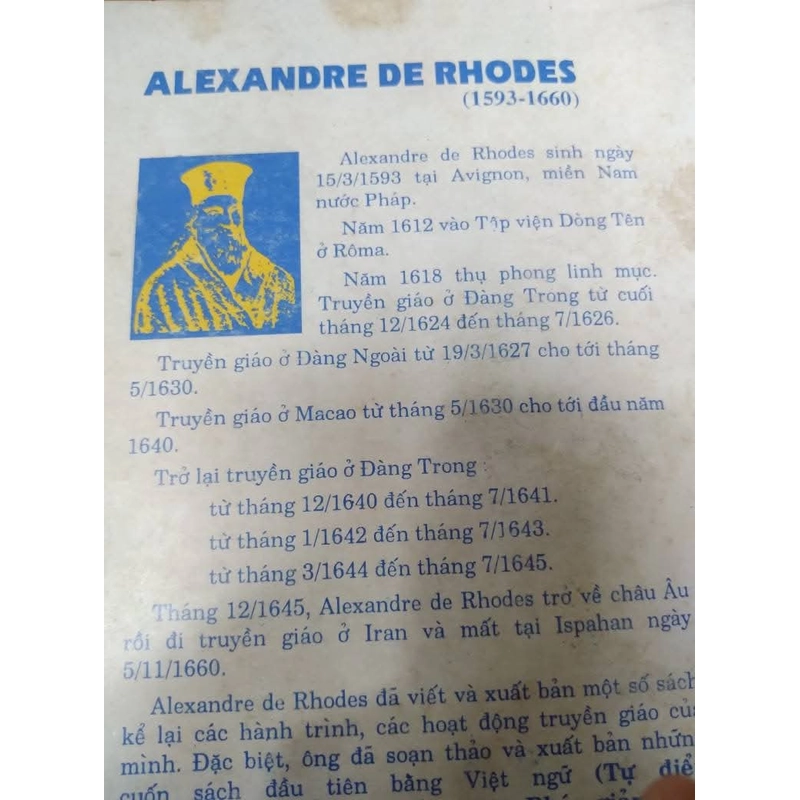 ALEXANDRE DE RHODES
(1593-1660)
Alexandre de Rhodes sinh ngày
15/3/1593 tại Avignon, miền Nam
nước Pháp.
Năm 1612 vào Tập viện Dòng Tên
ở Rôma.
Năm 1618 thụ phong linh mục.
Truyền giáo ở Đàng Trong từ cuối
tháng 12/1624 đến tháng 7/1626.
Truyền giáo ở Đàng Ngoài từ 19/3/1627 cho tới tháng
5/1630.
Truyền giáo ở Macao từ tháng 5/1630 cho tới đầu năm
1640.
Trở lại truyền giáo ở Đàng Trong :
từ tháng 12/1640 đến tháng 7/1641.
từ tháng 1/1642 đến tháng 7/1643.
từ tháng 3/1644 đến tháng 7/1645.
Tháng 12/1645, Alexandre de Rhodes trở về châu Âu
rồi đi truyền giáo ở Iran và mất tại Ispahan ngày
5/11/1660.
Alexandre de Rhodes đã viết và xuất bản một số sách
kể lại các hành trình, các hoạt động truyền giáo
mình. Đặc biệt, ông đã soạn thảo và xuất bản
cuốn sách đầu tiên bằng Việt ngữ (Tự